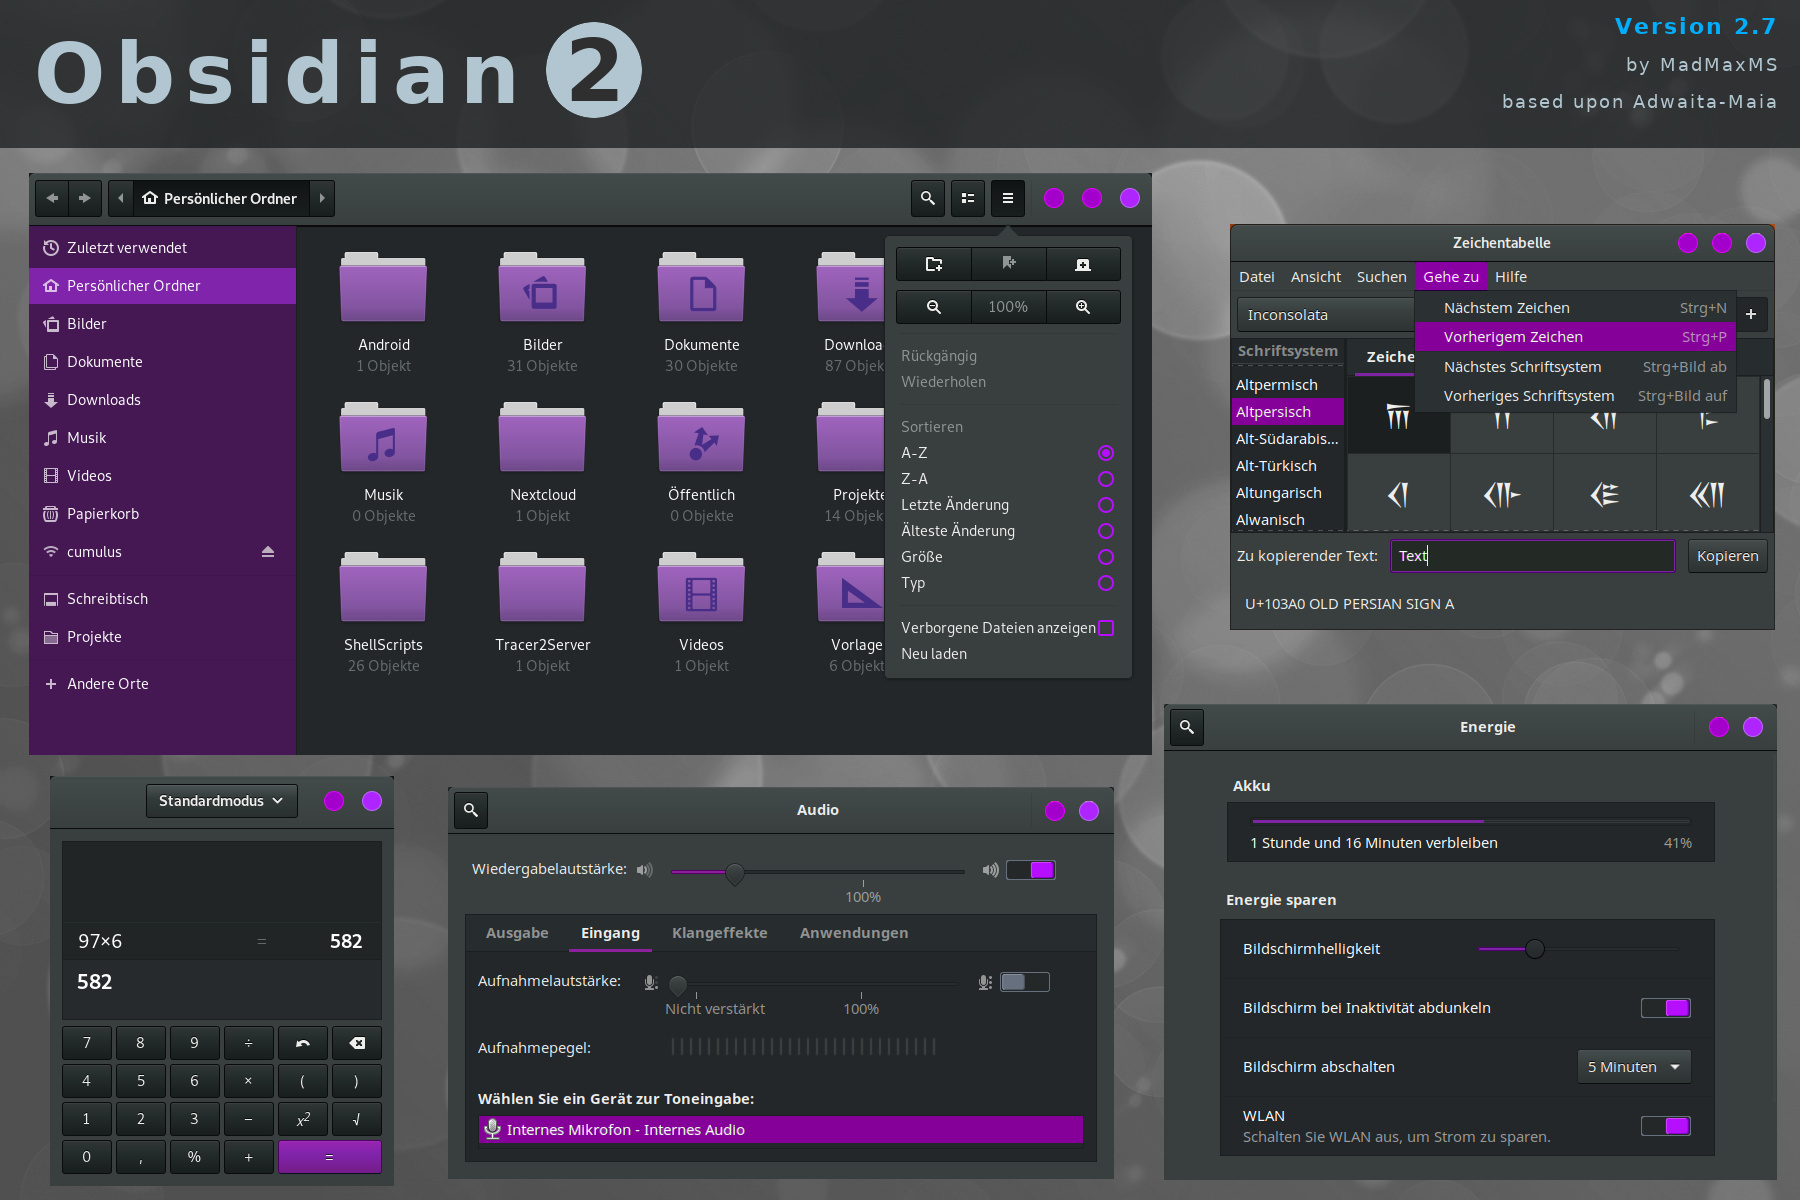 Obsidian 2
Version 2.7
by MadMaxMS
based upon Adwaita-Maia
Persönlicher Ordner
Zuletzt verwendet
Persönlicher Ordner
Bilder
Dokumente
Downloads
Musik
Videos
Papierkorb
cumulus
Schreibtisch
Projekte
Andere Orte
Android
1 Objekt
Bilder
31 Objekte
Dokumente
30 Objekte
Downloa
87 Objek
Musik
0 Objekte
Nextcloud
1 Objekt
Öffentlich
0 Objekte
Projekte
14 Objek
ShellScripts
26 Objekte
Tracer2Server
1 Objekt
Videos
1 Objekt
Vorlage
6 Objekt
100%
Rückgängig
Wiederholen
Sortieren
A-Z
Z-A
Letzte Änderung
Älteste Änderung
Größe
Typ
Verborgene Dateien anzeigen
Neu laden
Zeichentabelle
Datei Ansicht Suchen Gehe zu Hilfe
Inconsolata
+
Nächstem Zeichen Strg+N
Vorherigem Zeichen Strg+P
Nächstes Schriftsystem Strg+Bild ab
Vorheriges Schriftsystem Strg+Bild auf
Schriftsystem
Altpermisch
Altpersisch
Alt-Südarabis...
Alt-Türkisch
Altungarisch
Alwanisch
Zeiche
Zu kopierender Text: Text Kopieren
U+103A0 OLD PERSIAN SIGN A
Standardmodus
97×6 = 582
582
7 8 9 ÷
4 5 6 × ( )
1 2 3 − x² √
0 , % + =
Audio
Wiedergabelautstärke:
100%
Ausgabe Eingang Klangeffekte Anwendungen
Aufnahmelautstärke:
Nicht verstärkt 100%
Aufnahmepegel:
Wählen Sie ein Gerät zur Toneingabe:
Internes Mikrofon - Internes Audio
Energie
Akku
1 Stunde und 16 Minuten verbleiben 41%
Energie sparen
Bildschirmhelligkeit
Bildschirm bei Inaktivität abdunkeln
Bildschirm abschalten 5 Minuten
WLAN
Schalten Sie WLAN aus, um Strom zu sparen.